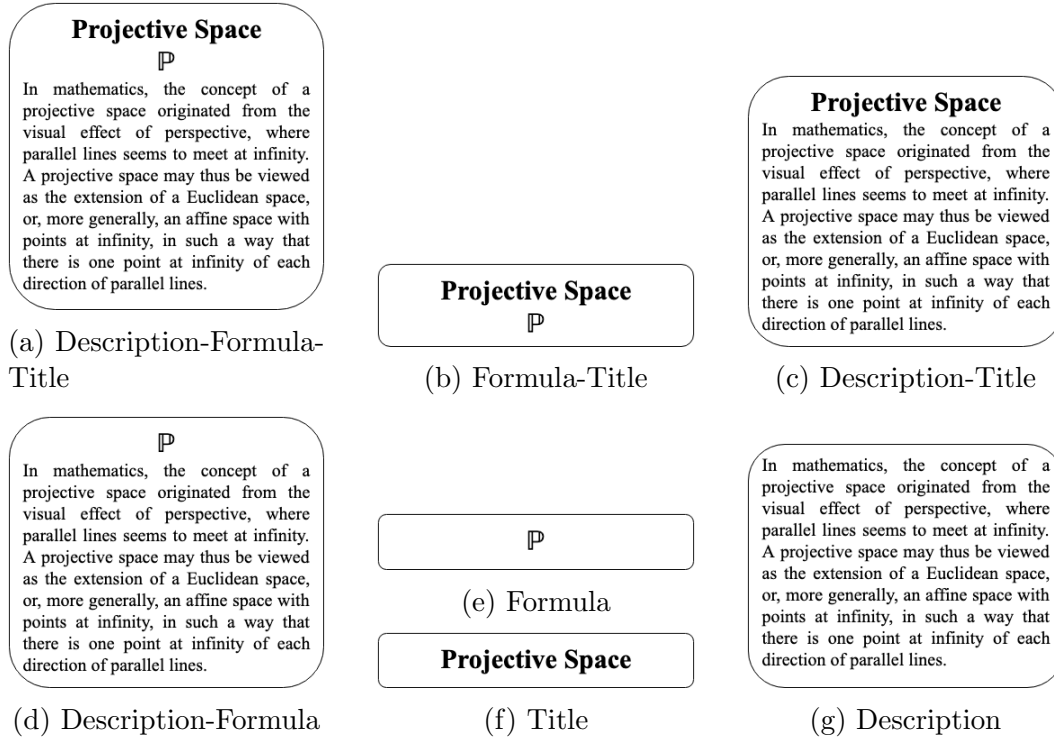 Projective Space
ℙ
In mathematics, the concept of a
projective space originated from the
visual effect of perspective, where
parallel lines seems to meet at infinity.
A projective space may thus be viewed
as the extension of a Euclidean space,
or, more generally, an affine space with
points at infinity, in such a way that
there is one point at infinity of each
direction of parallel lines.
(a) Description-Formula-
Title
Projective Space
ℙ
(b) Formula-Title
Projective Space
In mathematics, the concept of a
projective space originated from the
visual effect of perspective, where
parallel lines seems to meet at infinity.
A projective space may thus be viewed
as the extension of a Euclidean space,
or, more generally, an affine space with
points at infinity, in such a way that
there is one point at infinity of each
direction of parallel lines.
(c) Description-Title
ℙ
In mathematics, the concept of a
projective space originated from the
visual effect of perspective, where
parallel lines seems to meet at infinity.
A projective space may thus be viewed
as the extension of a Euclidean space,
or, more generally, an affine space with
points at infinity, in such a way that
there is one point at infinity of each
direction of parallel lines.
(d) Description-Formula
ℙ
(e) Formula
Projective Space
(f) Title
In mathematics, the concept of a
projective space originated from the
visual effect of perspective, where
parallel lines seems to meet at infinity.
A projective space may thus be viewed
as the extension of a Euclidean space,
or, more generally, an affine space with
points at infinity, in such a way that
there is one point at infinity of each
direction of parallel lines.
(g) Description